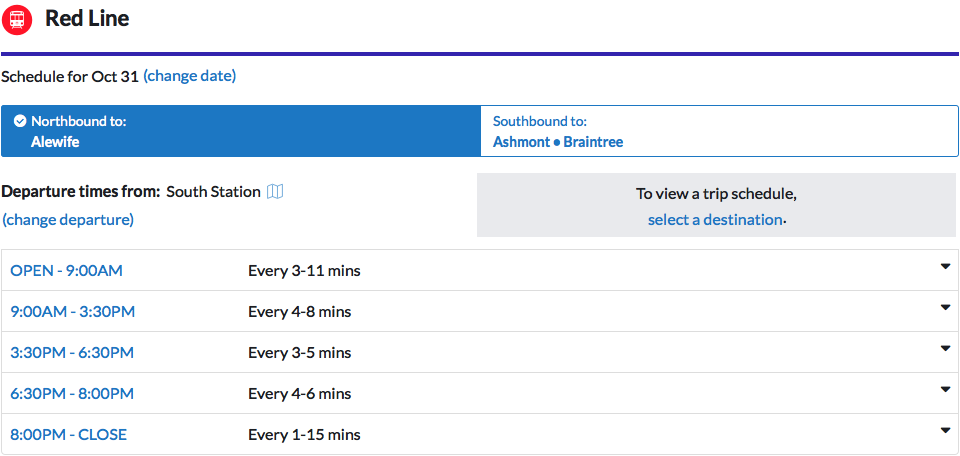 Red Line
Schedule for Oct 31 (change date)
Northbound to:
Alewife
Southbound to:
Ashmont • Braintree
Departure times from: South Station
(change departure)
To view a trip schedule,
select a destination.
OPEN - 9:00AM Every 3-11 mins
9:00AM - 3:30PM Every 4-8 mins
3:30PM - 6:30PM Every 3-5 mins
6:30PM - 8:00PM Every 4-6 mins
8:00PM - CLOSE Every 1-15 mins